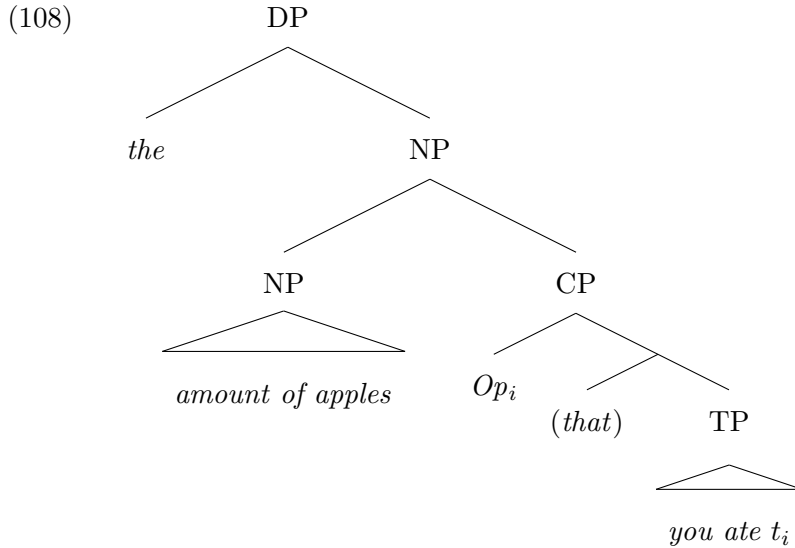 (108) DP
the NP
NP CP
amount of apples Opi
(that) TP
you ate ti